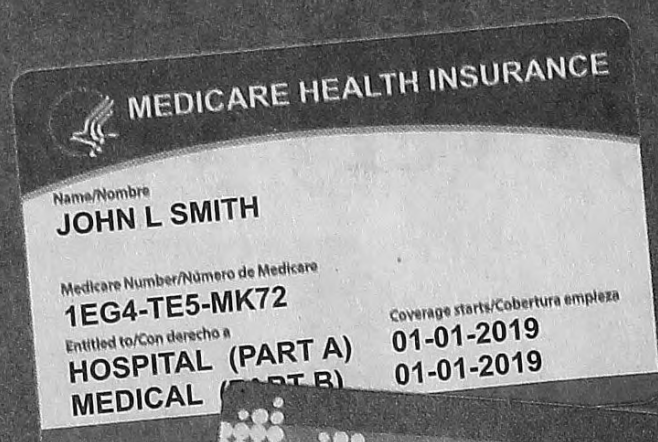 MEDICARE HEALTH INSURANCE
Name/Nombre
JOHN L SMITH
Medicare Number/Número de Medicare
1EG4-TE5-MK72
Entitled to/Con derecho a
Coverage starts/Cobertura empieza
HOSPITAL (PART A) 01-01-2019
MEDICAL (PART B) 01-01-2019